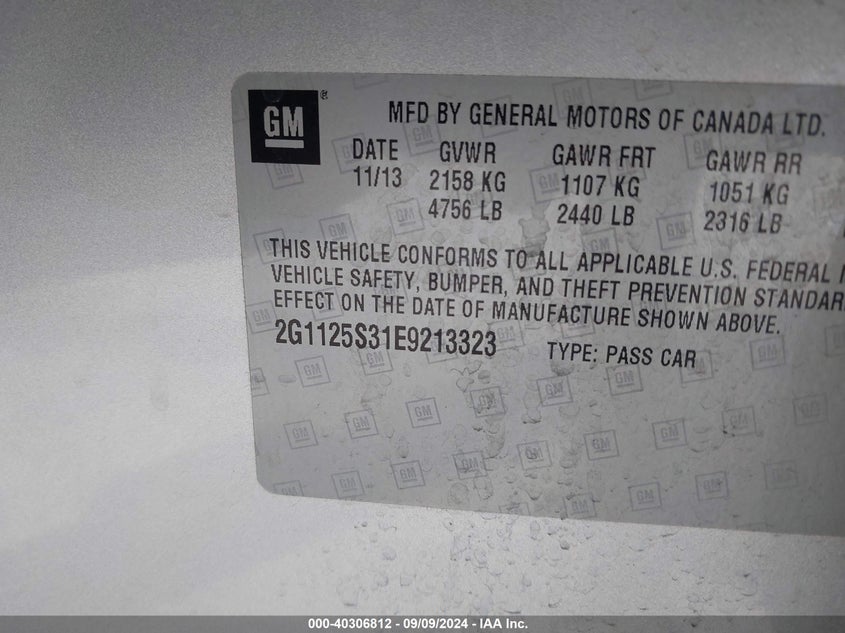 GM ®
MFD BY GENERAL MOTORS OF CANADA LTD.
DATE GVWR GAWR FRT GAWR RR
11/13 2158 KG 1107 KG 1051 KG
4756 LB 2440 LB 2316 LB
THIS VEHICLE CONFORMS TO ALL APPLICABLE U.S. FEDERAL
VEHICLE SAFETY, BUMPER, AND THEFT PREVENTION STANDAR
EFFECT ON THE DATE OF MANUFACTURE SHOWN ABOVE.
2G1125S31E9213323 TYPE: PASS CAR
000-40306812 - 09/09/2024 - IAA Inc.